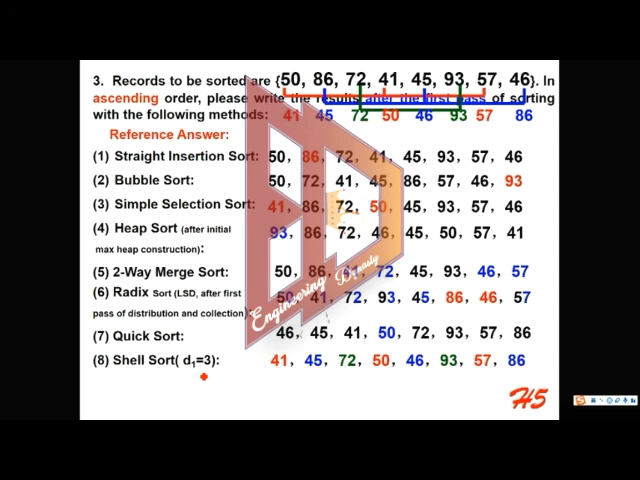 3. Records to be sorted are {50, 86, 72, 41, 45, 93, 57, 46}. In
ascending order, please write the results after the first pass of sorting
with the following methods: 41 45 72 50 46 93 57 86
Reference Answer:
(1) Straight Insertion Sort: 50, 86, 72, 41, 45, 93, 57, 46
(2) Bubble Sort: 50, 72, 41, 45, 86, 57, 46, 93
(3) Simple Selection Sort: 41, 86, 72, 50, 45, 93, 57, 46
(4) Heap Sort (after initial 93, 86, 72, 46, 45, 50, 57, 41
max heap construction):
(5) 2-Way Merge Sort: 50, 86, 41, 72, 45, 93, 46, 57
(6) Radix Sort (LSD, after first 50, 41, 72, 93, 45, 86, 46, 57
pass of distribution and collection):
(7) Quick Sort: 46, 45, 41, 50, 72, 93, 57, 86
(8) Shell Sort( d1=3): 41, 45, 72, 50, 46, 93, 57, 86
Engineering Dynasty
H5